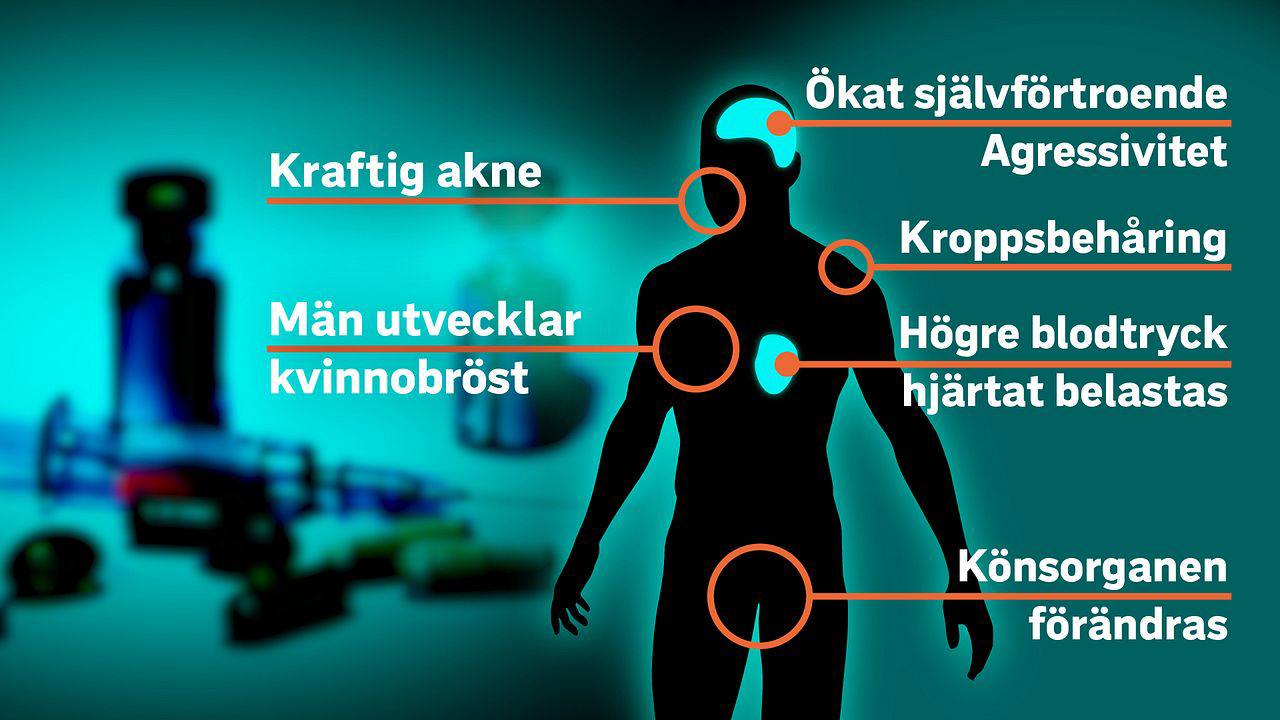 Ökat självförtroende
Agressivitet
Kraftig akne
Kroppsbehåring
Män utvecklar
kvinnobröst
Högre blodtryck
hjärtat belastas
Könsorganen
förändras